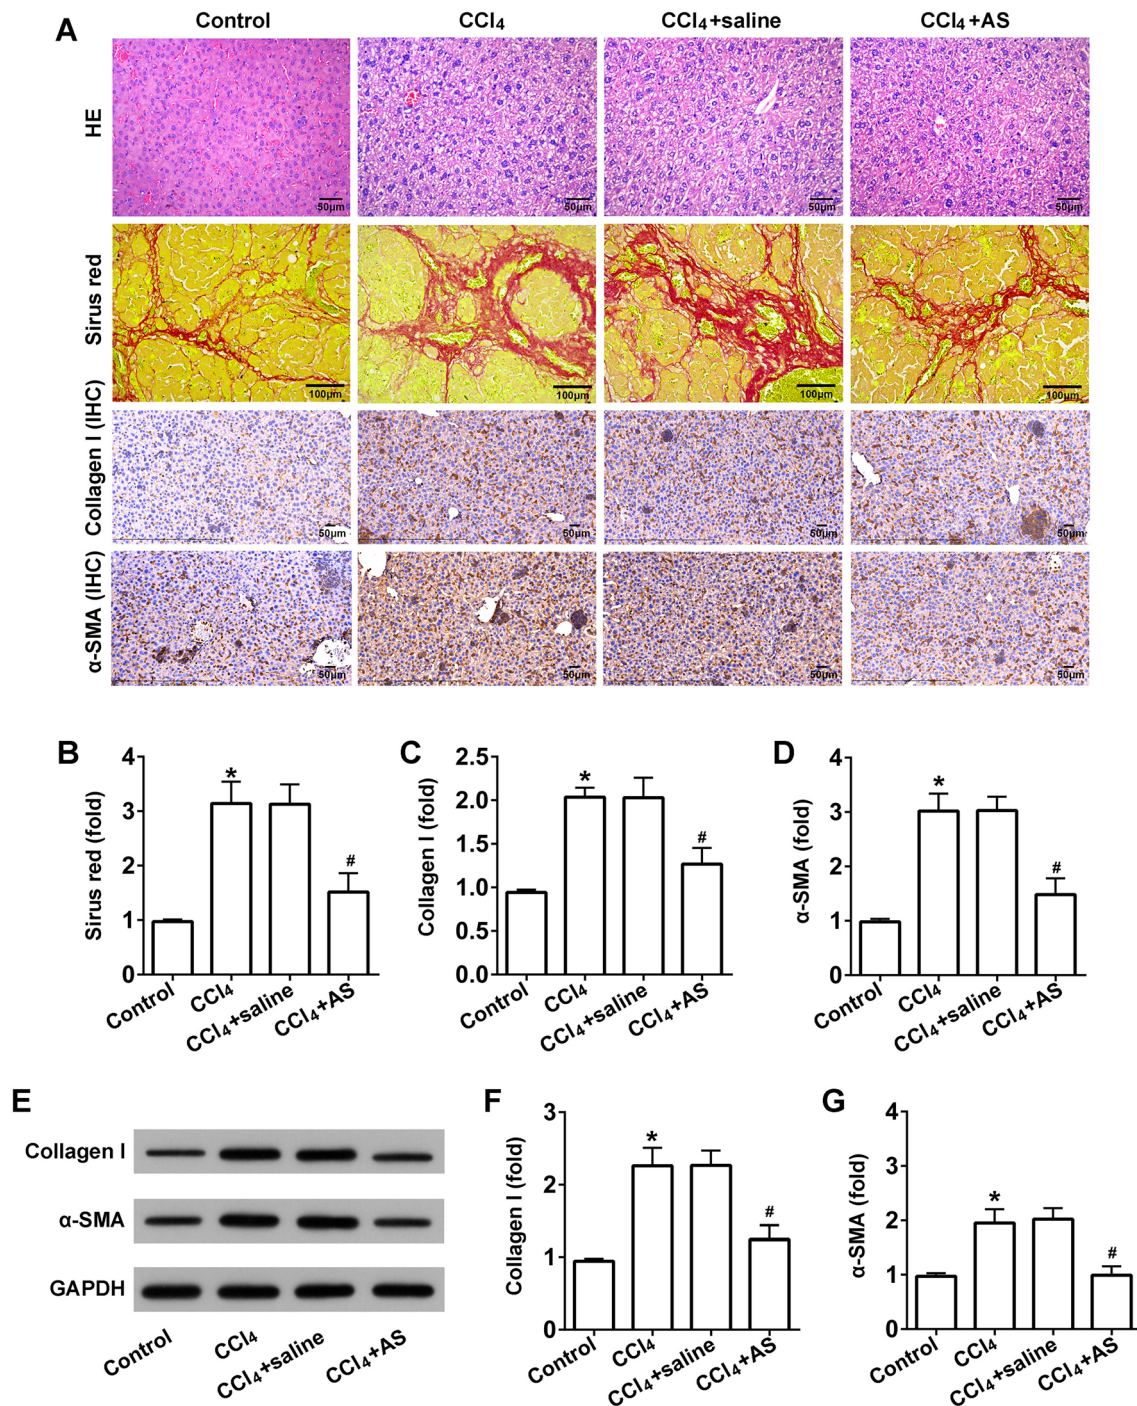 A
Control
CCl4
CCl4+saline
CCl4+AS
HE
50μm
50μm
50μm
50μm
Sirus red
100μm
100μm
100μm
100μm
Collagen I (IHC)
50μm
50μm
50μm
50μm
α-SMA (IHC)
50μm
50μm
50μm
50μm
B
Sirus red (fold)
4
3
2
1
0
*
#
Control
CCl4
CCl4+saline
CCl4+AS
C
Collagen I (fold)
2.5
2.0
1.5
1.0
0.5
0.0
*
#
Control
CCl4
CCl4+saline
CCl4+AS
D
α-SMA (fold)
4
3
2
1
0
*
#
Control
CCl4
CCl4+saline
CCl4+AS
E
Collagen I
α-SMA
GAPDH
Control
CCl4
CCl4+saline
CCl4+AS
F
Collagen I (fold)
3
2
1
0
*
#
Control
CCl4
CCl4+saline
CCl4+AS
G
α-SMA (fold)
4
3
2
1
0
*
#
Control
CCl4
CCl4+saline
CCl4+AS